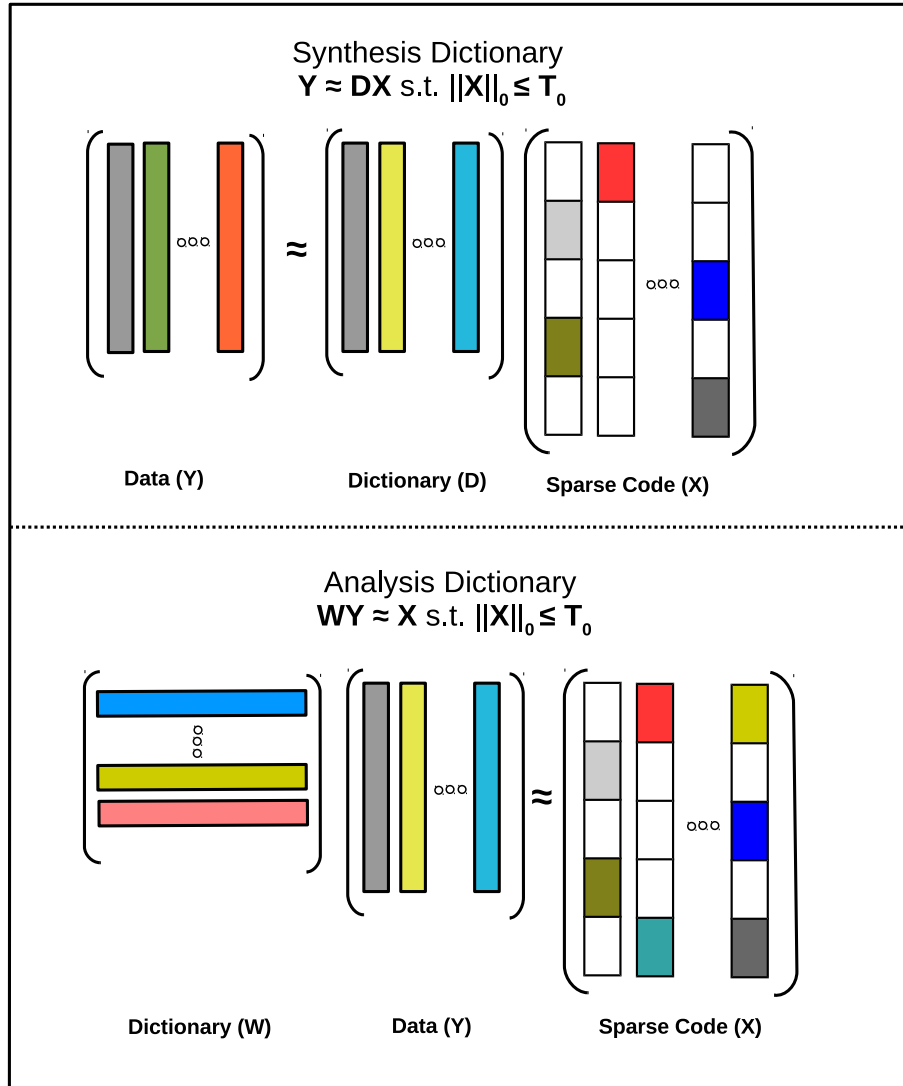 Synthesis Dictionary
Y ≈ DX s.t. ||X||₀ ≤ T₀
≈
Data (Y) Dictionary (D) Sparse Code (X)
Analysis Dictionary
WY ≈ X s.t. ||X||₀ ≤ T₀
≈
Dictionary (W) Data (Y) Sparse Code (X)